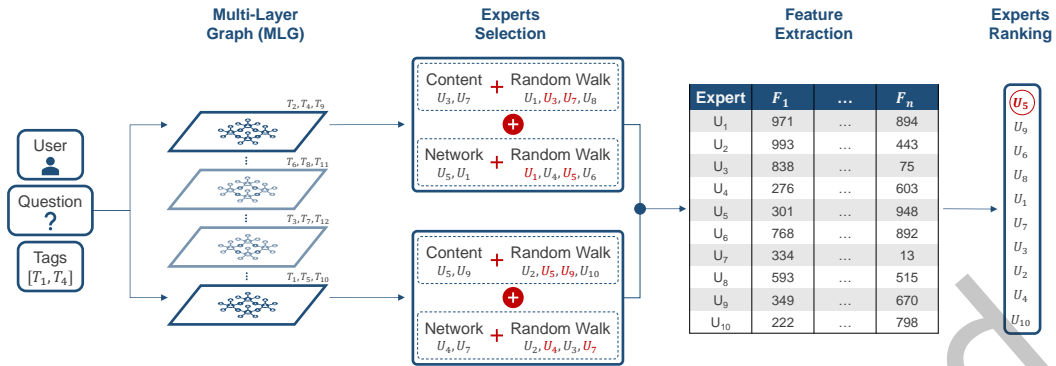 Multi-Layer
Graph (MLG)
Experts
Selection
Feature
Extraction
Experts
Ranking
User
Question
?
Tags
[T₁, T₄]
T₂, T₄, T₉
T₆, T₈, T₁₁
T₃, T₇, T₁₂
T₁, T₅, T₁₀
Content + Random Walk
U₃, U₇ U₁, U₃, U₇, U₈
+
Network + Random Walk
U₅, U₁ U₁, U₄, U₅, U₆
Content + Random Walk
U₅, U₉ U₂, U₅, U₉, U₁₀
+
Network + Random Walk
U₄, U₇ U₂, U₄, U₃, U₇
Expert F₁ ... Fₙ
U₁ 971 ... 894
U₂ 993 ... 443
U₃ 838 ... 75
U₄ 276 ... 603
U₅ 301 ... 948
U₆ 768 ... 892
U₇ 334 ... 13
U₈ 593 ... 515
U₉ 349 ... 670
U₁₀ 222 ... 798
U₅
U₉
U₆
U₈
U₁
U₇
U₃
U₂
U₄
U₁₀